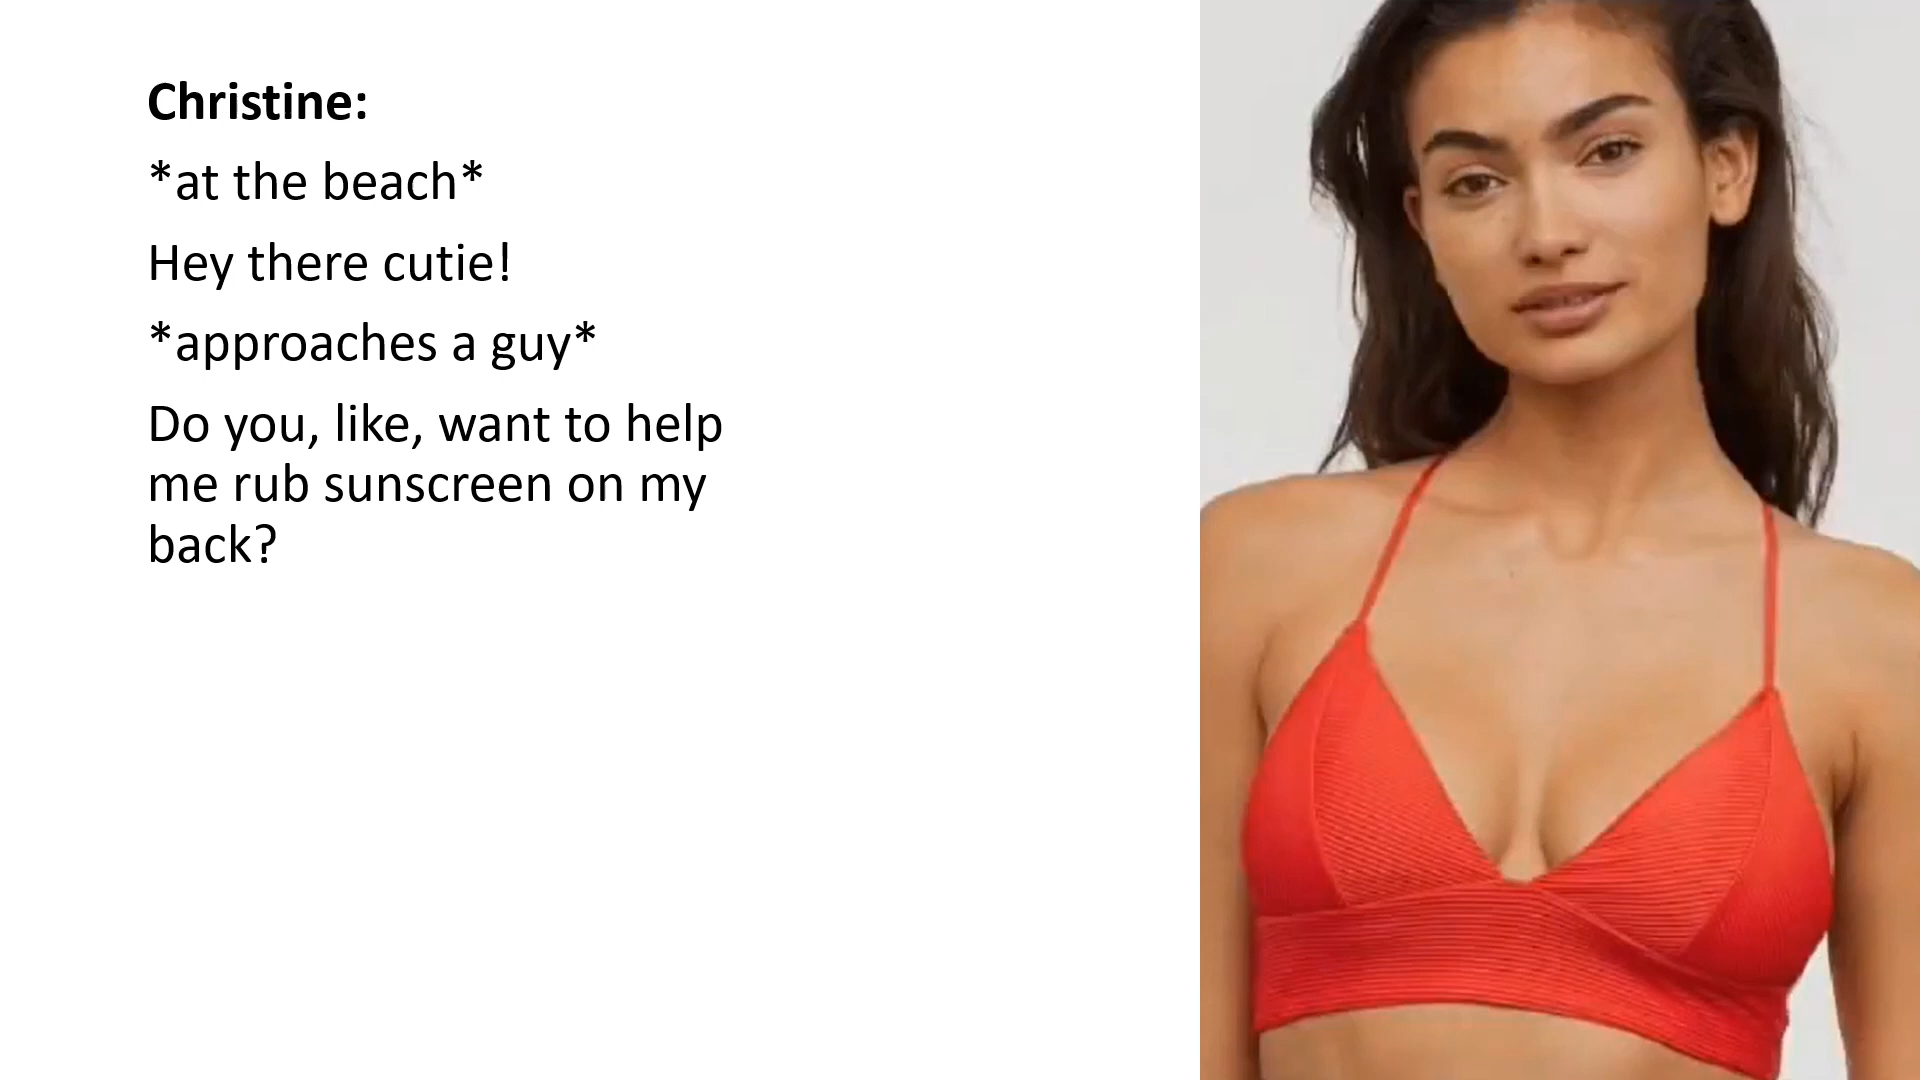 Christine:
*at the beach*
Hey there cutie!
*approaches a guy*
Do you, like, want to help
me rub sunscreen on my
back?